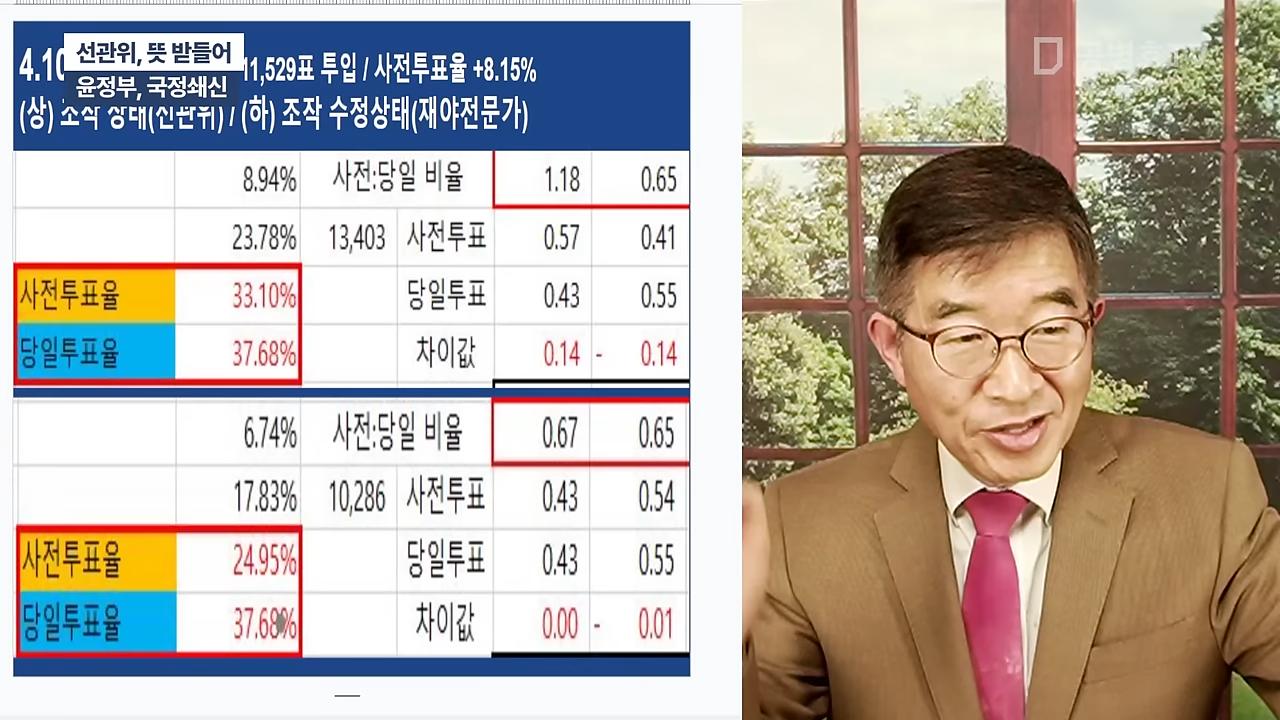 선관위, 뜻 받들어
윤정부, 국정쇄신
4.10 11,529표 투입 / 사전투표율 +8.15%
(상) 조작 상태(선관위) / (하) 조작 수정상태(재야전문가)
8.94% 사전:당일 비율 1.18 0.65
23.78% 13,403 사전투표 0.57 0.41
사전투표율 33.10% 당일투표 0.43 0.55
당일투표율 37.68% 차이값 0.14 - 0.14
6.74% 사전:당일 비율 0.67 0.65
17.83% 10,286 사전투표 0.43 0.54
사전투표율 24.95% 당일투표 0.43 0.55
당일투표율 37.68% 차이값 0.00 - 0.01